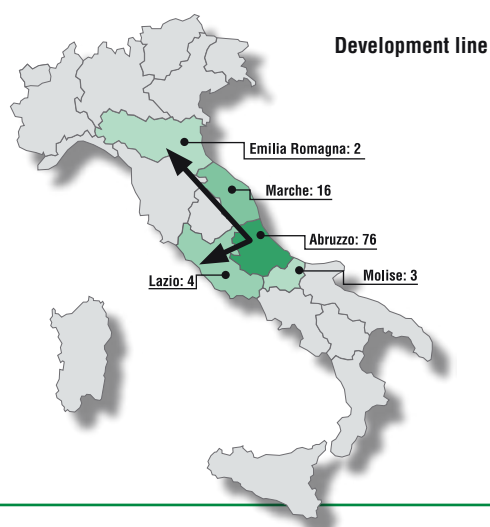 Development line
Emilia Romagna: 2
Marche: 16
Abruzzo: 76
Lazio: 4
Molise: 3